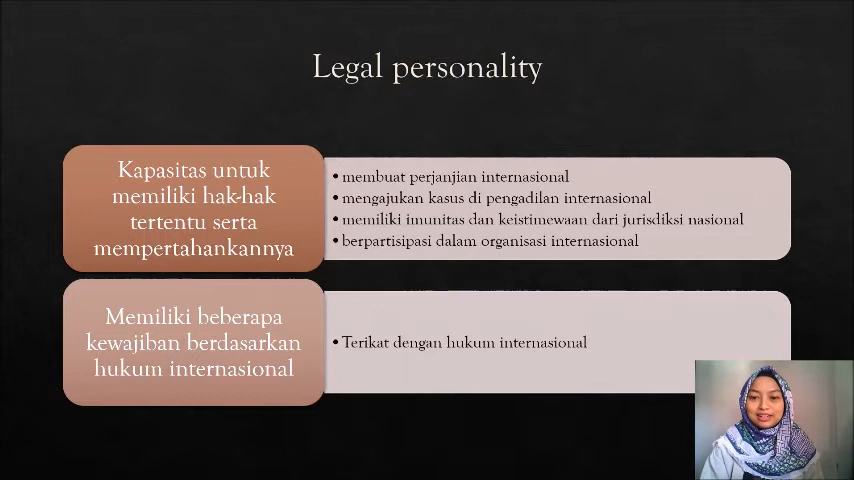 Legal personality
Kapasitas untuk
memiliki hak-hak
tertentu serta
mempertahankannya
• membuat perjanjian internasional
• mengajukan kasus di pengadilan internasional
• memiliki imunitas dan keistimewaan dari jurisdiksi nasional
• berpartisipasi dalam organisasi internasional
Memiliki beberapa
kewajiban berdasarkan
hukum internasional
• Terikat dengan hukum internasional